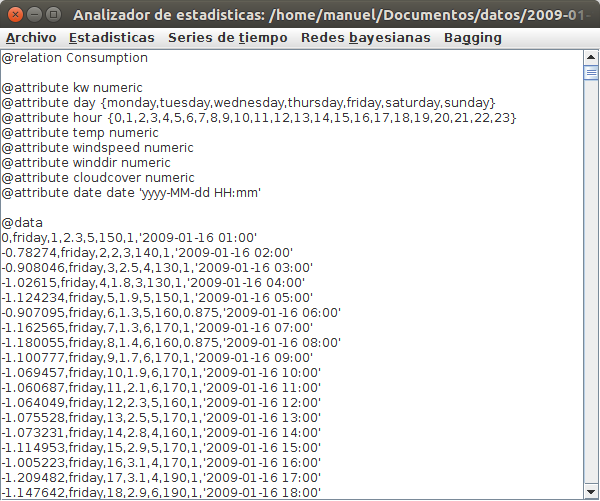 Analizador de estadisticas: /home/manuel/Documentos/datos/2009-01-
Archivo Estadisticas Series de tiempo Redes bayesianas Bagging
@relation Consumption
@attribute kw numeric
@attribute day {monday,tuesday,wednesday,thursday,friday,saturday,sunday}
@attribute hour {0,1,2,3,4,5,6,7,8,9,10,11,12,13,14,15,16,17,18,19,20,21,22,23}
@attribute temp numeric
@attribute windspeed numeric
@attribute winddir numeric
@attribute cloudcover numeric
@attribute date date 'yyyy-MM-dd HH:mm'
@data
0,friday,1,2.3,5,150,1,'2009-01-16 01:00'
-0.78274,friday,2,2,3,140,1,'2009-01-16 02:00'
-0.908046,friday,3,2.5,4,130,1,'2009-01-16 03:00'
-1.02615,friday,4,1.8,3,130,1,'2009-01-16 04:00'
-1.124234,friday,5,1.9,5,150,1,'2009-01-16 05:00'
-0.907095,friday,6,1.3,5,160,0.875,'2009-01-16 06:00'
-1.162565,friday,7,1.3,6,170,1,'2009-01-16 07:00'
-1.180055,friday,8,1.4,6,160,0.875,'2009-01-16 08:00'
-1.100777,friday,9,1.7,6,170,1,'2009-01-16 09:00'
-1.069457,friday,10,1.9,6,170,1,'2009-01-16 10:00'
-1.060687,friday,11,2.1,6,170,1,'2009-01-16 11:00'
-1.064049,friday,12,2.3,5,160,1,'2009-01-16 12:00'
-1.075528,friday,13,2.5,5,170,1,'2009-01-16 13:00'
-1.073231,friday,14,2.8,4,160,1,'2009-01-16 14:00'
-1.114953,friday,15,2.9,5,170,1,'2009-01-16 15:00'
-1.005223,friday,16,3.1,4,170,1,'2009-01-16 16:00'
-1.209482,friday,17,3.1,4,190,1,'2009-01-16 17:00'
-1.147642,friday,18,2.9,6,190,1,'2009-01-16 18:00'